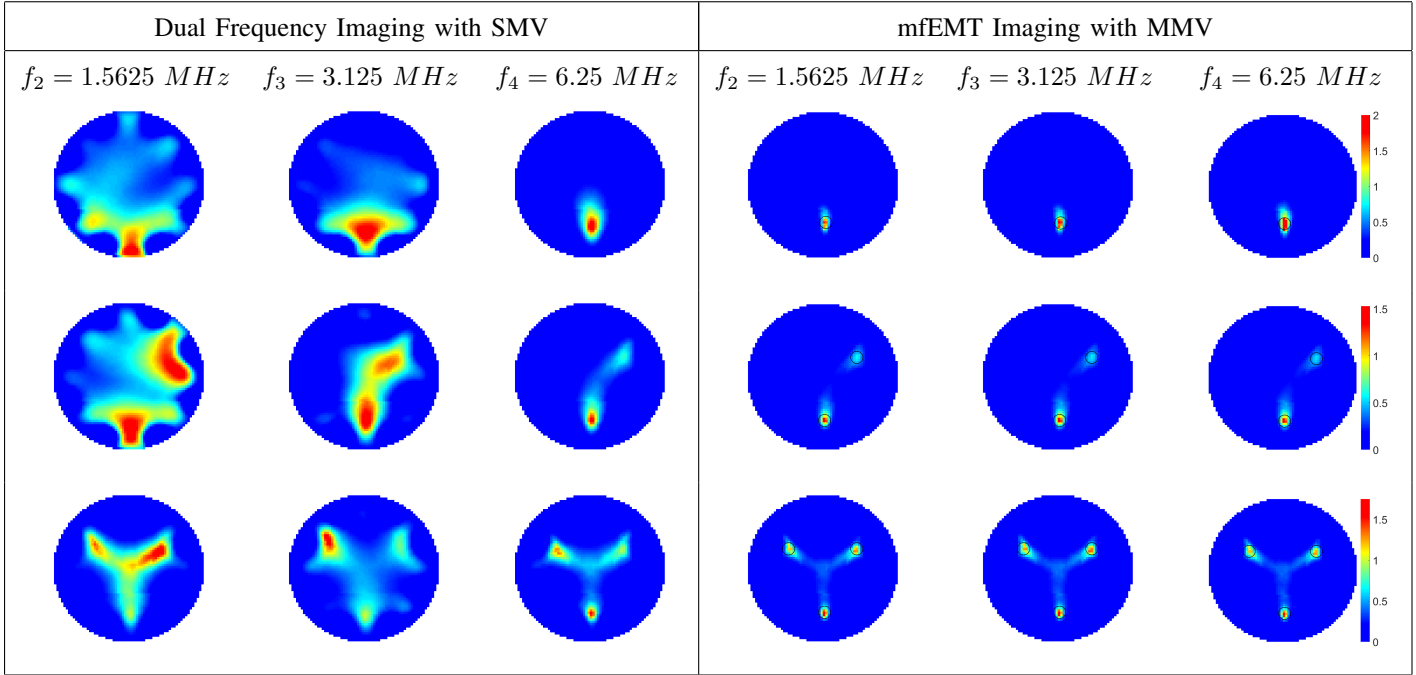 Dual Frequency Imaging with SMV
mfEMT Imaging with MMV
f₂ = 1.5625 MHz
f₃ = 3.125 MHz
f₄ = 6.25 MHz
f₂ = 1.5625 MHz
f₃ = 3.125 MHz
f₄ = 6.25 MHz
2
1.5
1
0.5
0
1.5
1
0.5
0
1.5
1
0.5
0